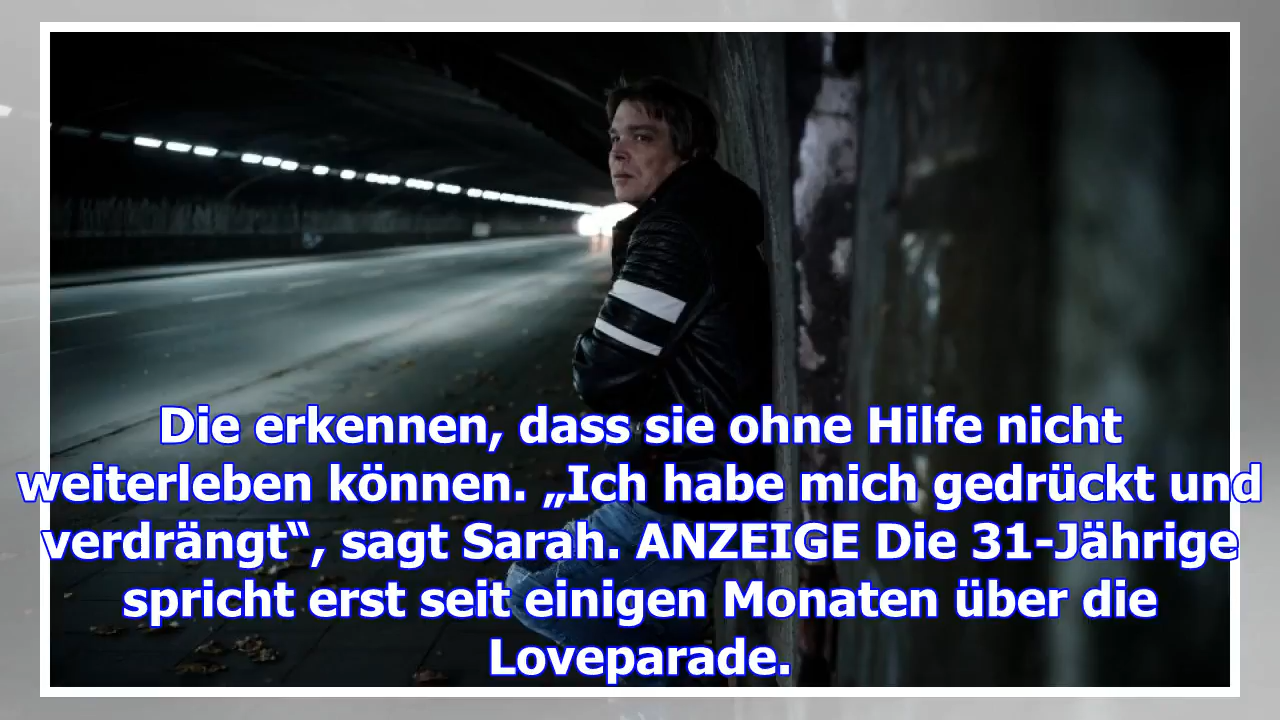 Die erkennen, dass sie ohne Hilfe nicht
weiterleben können. „Ich habe mich gedrückt und
verdrängt“, sagt Sarah. ANZEIGE Die 31-Jährige
spricht erst seit einigen Monaten über die
Loveparade.